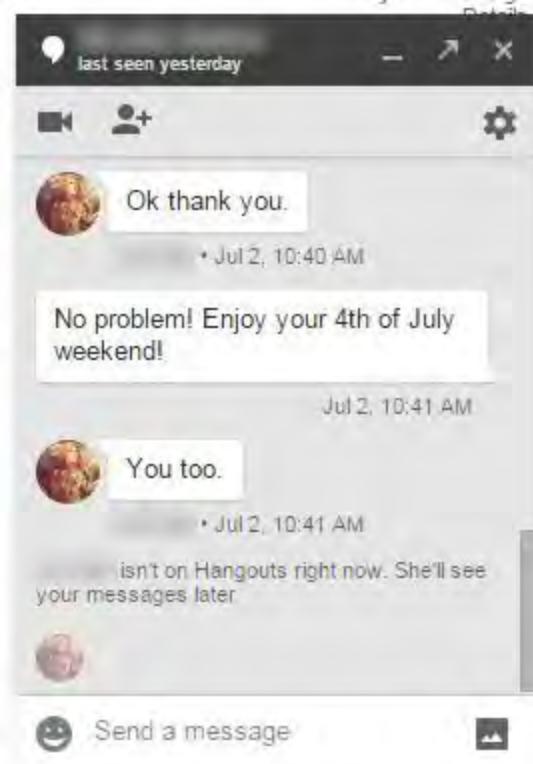 Details
last seen yesterday
Ok thank you.
• Jul 2, 10:40 AM
No problem! Enjoy your 4th of July
weekend!
Jul 2, 10:41 AM
You too.
• Jul 2, 10:41 AM
isn't on Hangouts right now. She'll see
your messages later
Send a message